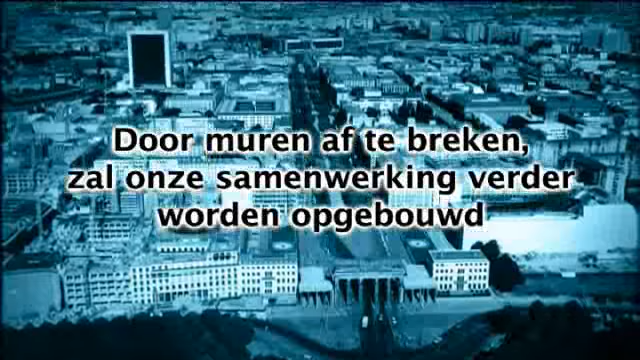 Door muren af te breken,
zal onze samenwerking verder
worden opgebouwd